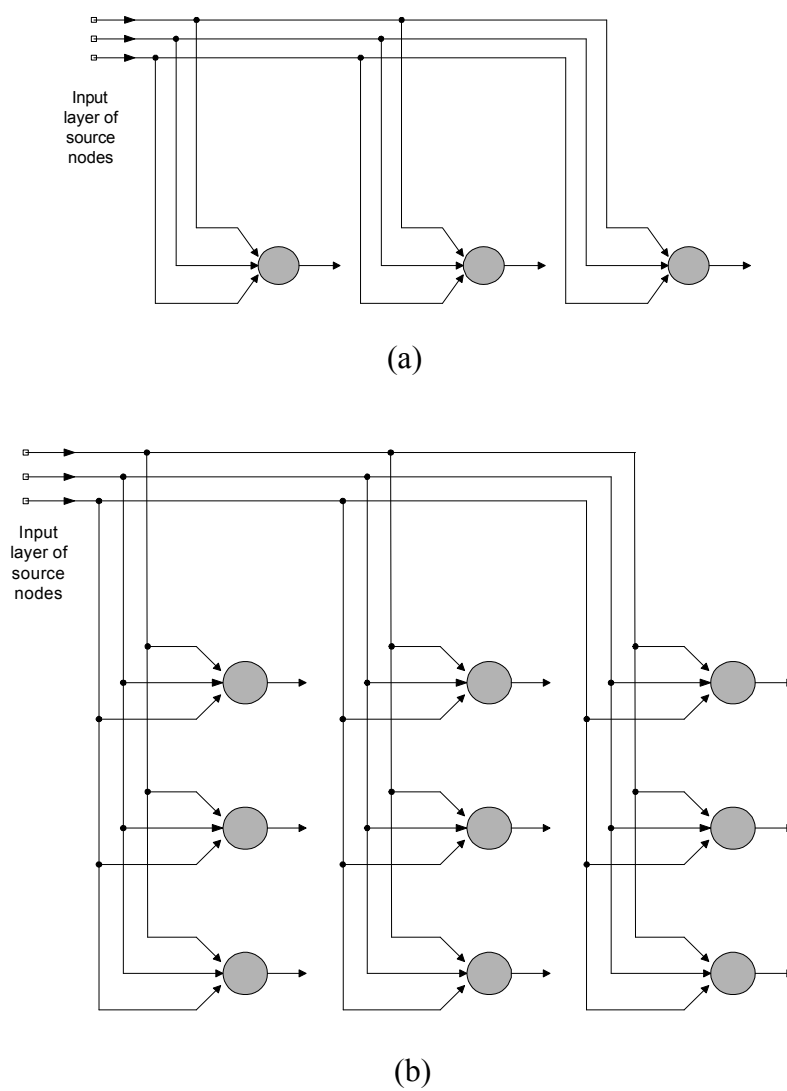 Input
layer of
source
nodes
(a)
Input
layer of
source
nodes
(b)